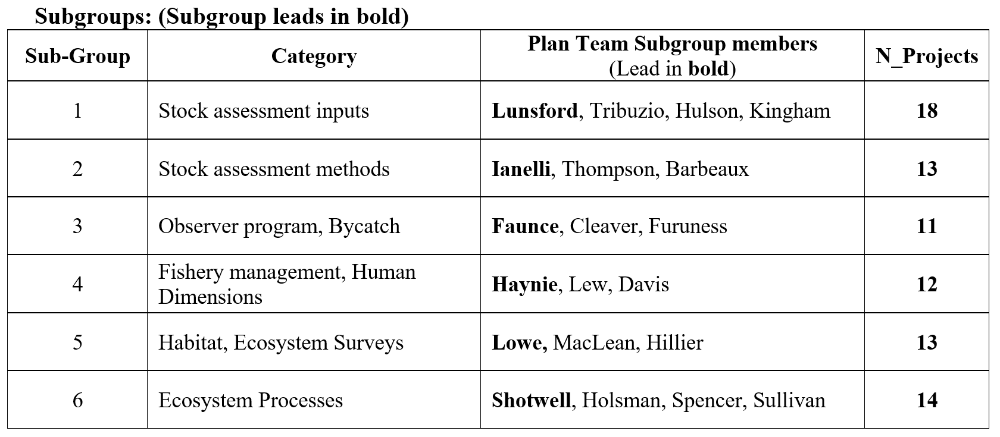 Subgroups: (Subgroup leads in bold)
Sub-Group Category Plan Team Subgroup members (Lead in bold) N_Projects
1 Stock assessment inputs Lunsford, Tribuzio, Hulson, Kingham 18
2 Stock assessment methods Ianelli, Thompson, Barbeaux 13
3 Observer program, Bycatch Faunce, Cleaver, Furuness 11
4 Fishery management, Human Dimensions Haynie, Lew, Davis 12
5 Habitat, Ecosystem Surveys Lowe, MacLean, Hillier 13
6 Ecosystem Processes Shotwell, Holsman, Spencer, Sullivan 14